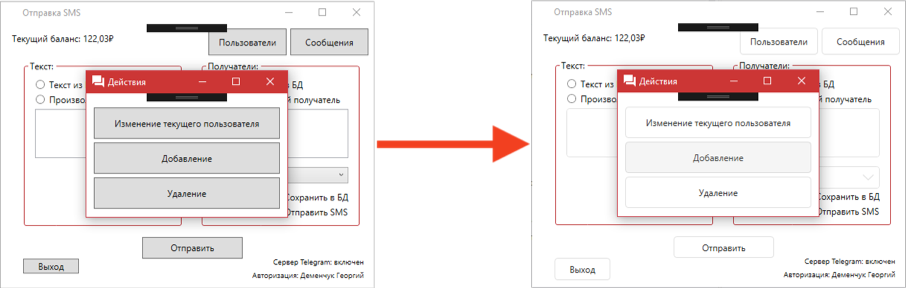 Отправка SMS
Текущий баланс: 122,03₽
Пользователи
Сообщения
Текст:
Получатели:
Текст из
в БД
Произво
й получатель
Действия
Изменение текущего пользователя
Добавление
Удаление
Сохранить в БД
Отправить SMS
Отправить
Выход
Сервер Telegram: включен
Авторизация: Деменчук Георгий
Отправка SMS
Текущий баланс: 122,03₽
Пользователи
Сообщения
Текст:
Получатели:
Текст из
в БД
Произво
й получатель
Действия
Изменение текущего пользователя
Добавление
Удаление
Сохранить в БД
Отправить SMS
Отправить
Выход
Сервер Telegram: включен
Авторизация: Деменчук Георгий